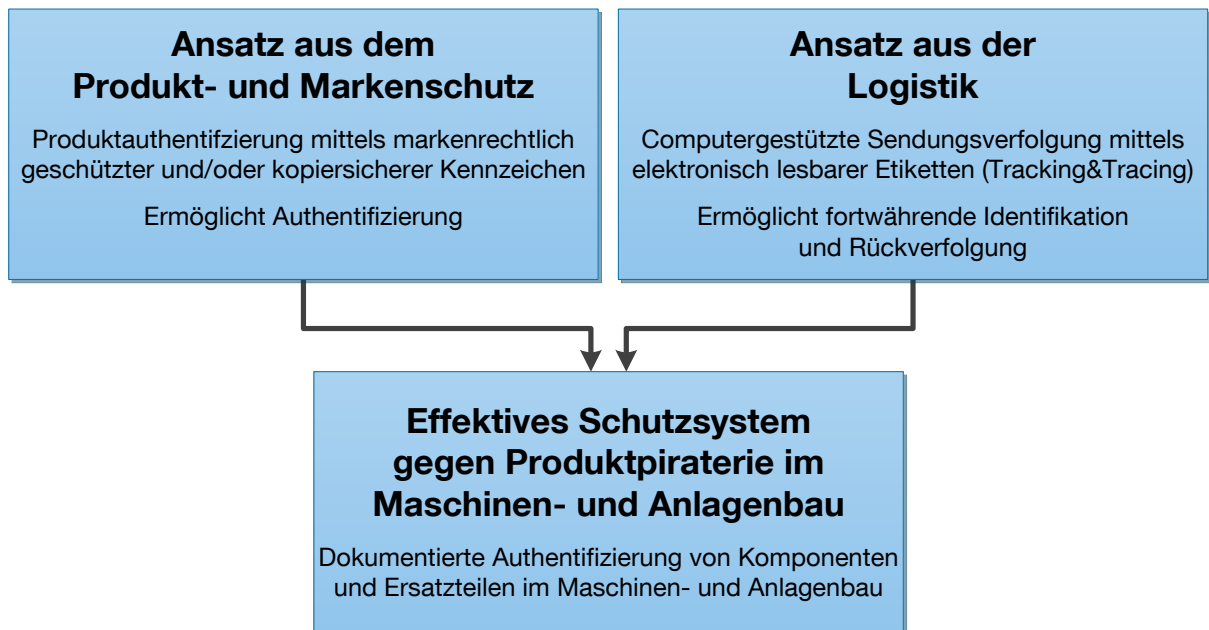 Ansatz aus dem
Produkt- und Markenschutz
Produktauthentifzierung mittels markenrechtlich
geschützter und/oder kopiersicherer Kennzeichen
Ermöglicht Authentifizierung
Ansatz aus der
Logistik
Computergestützte Sendungsverfolgung mittels
elektronisch lesbarer Etiketten (Tracking&Tracing)
Ermöglicht fortwährende Identifikation
und Rückverfolgung
Effektives Schutzsystem
gegen Produktpiraterie im
Maschinen- und Anlagenbau
Dokumentierte Authentifizierung von Komponenten
und Ersatzteilen im Maschinen- und Anlagenbau